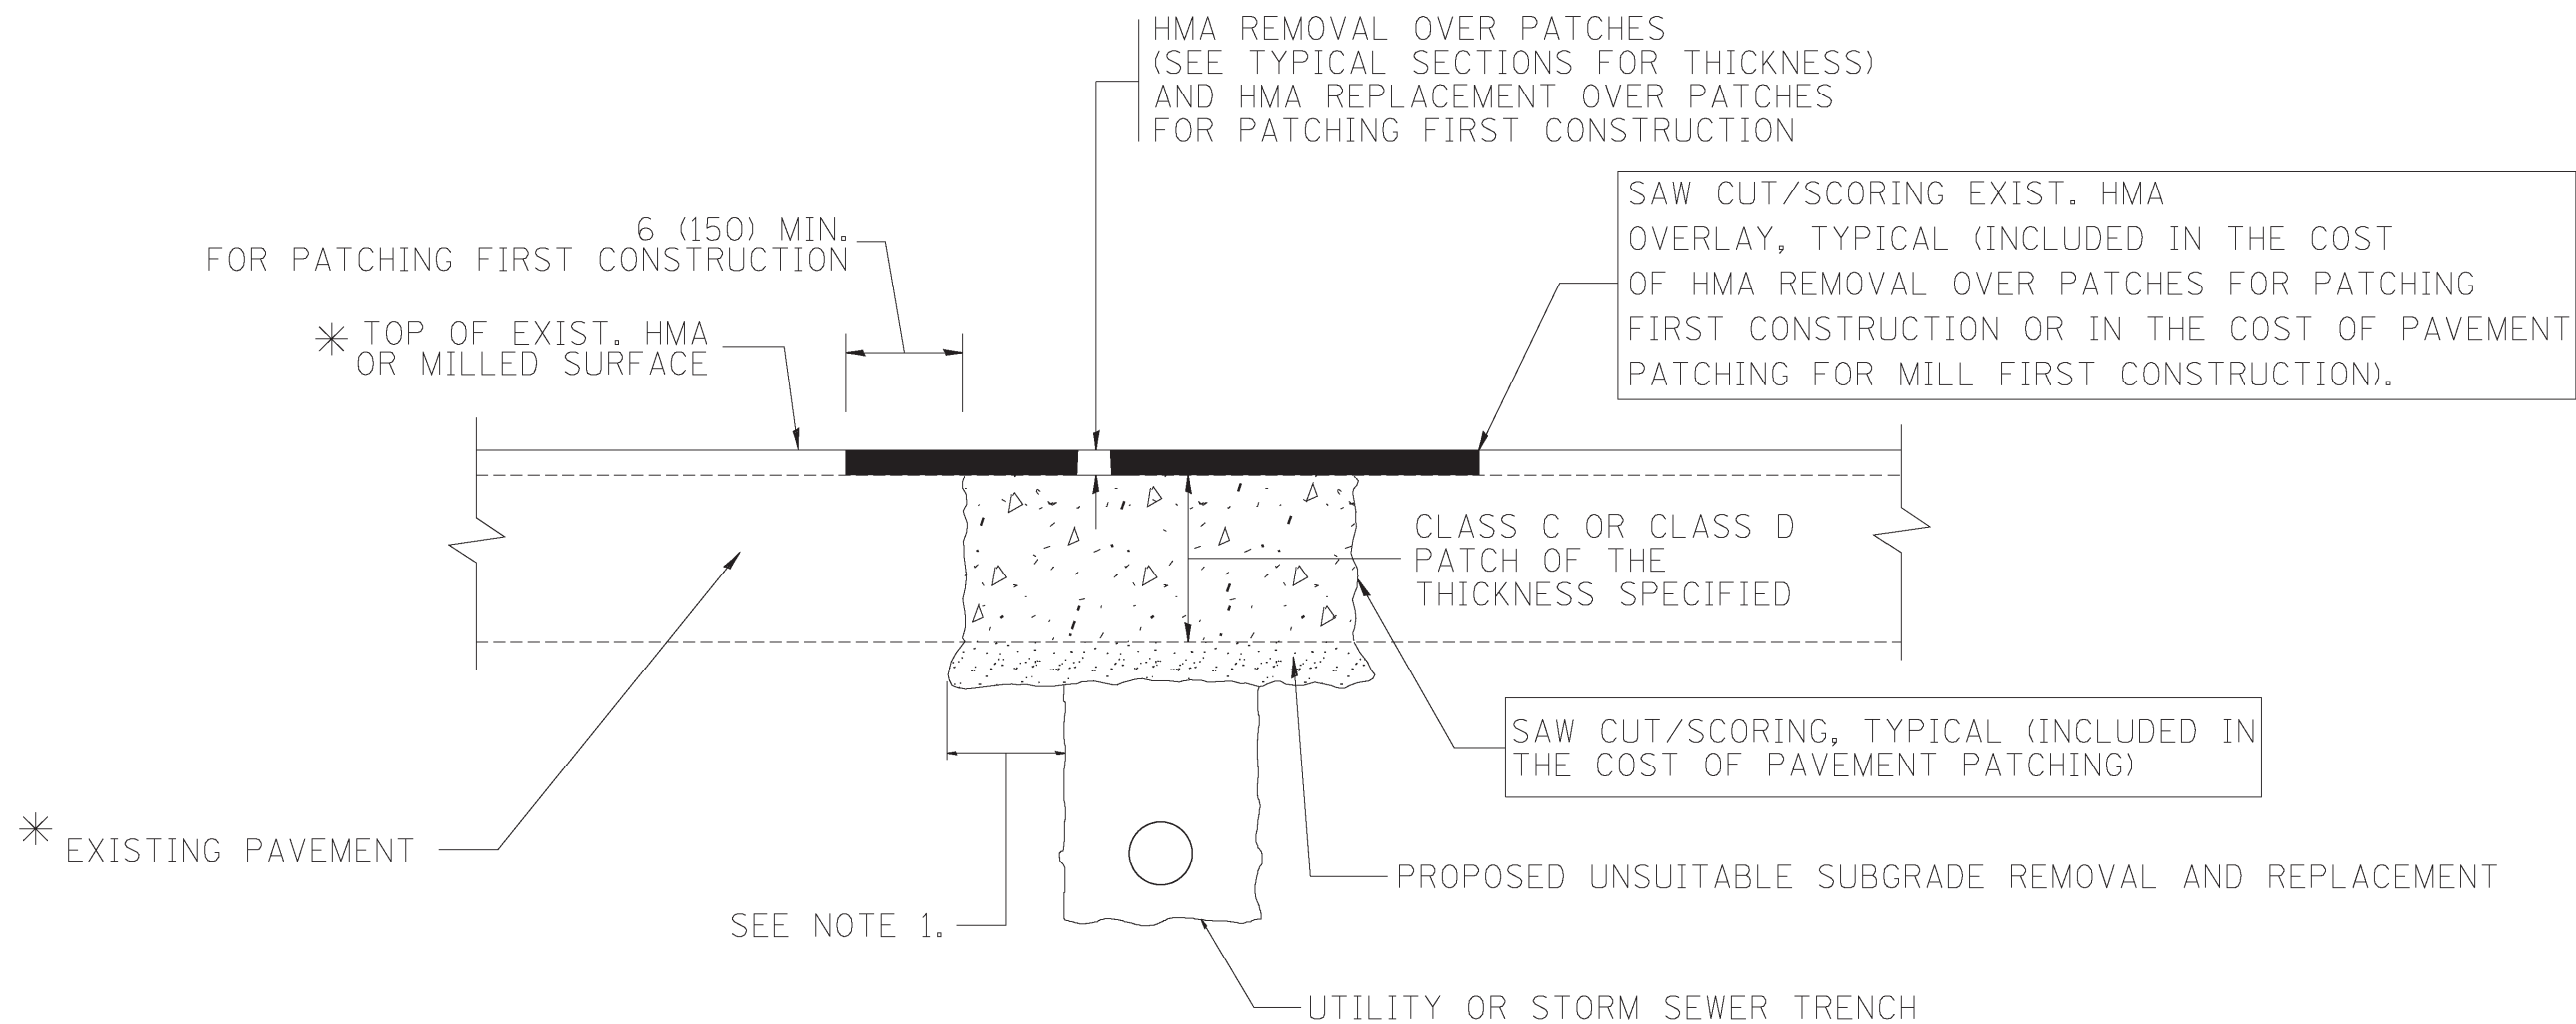 HMA REMOVAL OVER PATCHES
(SEE TYPICAL SECTIONS FOR THICKNESS)
AND HMA REPLACEMENT OVER PATCHES
FOR PATCHING FIRST CONSTRUCTION
SAW CUT/SCORING EXIST. HMA
OVERLAY, TYPICAL (INCLUDED IN THE COST
OF HMA REMOVAL OVER PATCHES FOR PATCHING
FIRST CONSTRUCTION OR IN THE COST OF PAVEMENT
PATCHING FOR MILL FIRST CONSTRUCTION).
6 (150) MIN.
FOR PATCHING FIRST CONSTRUCTION
* TOP OF EXIST. HMA
OR MILLED SURFACE
CLASS C OR CLASS D
PATCH OF THE
THICKNESS SPECIFIED
SAW CUT/SCORING, TYPICAL (INCLUDED IN
THE COST OF PAVEMENT PATCHING)
* EXISTING PAVEMENT
PROPOSED UNSUITABLE SUBGRADE REMOVAL AND REPLACEMENT
SEE NOTE 1.
UTILITY OR STORM SEWER TRENCH